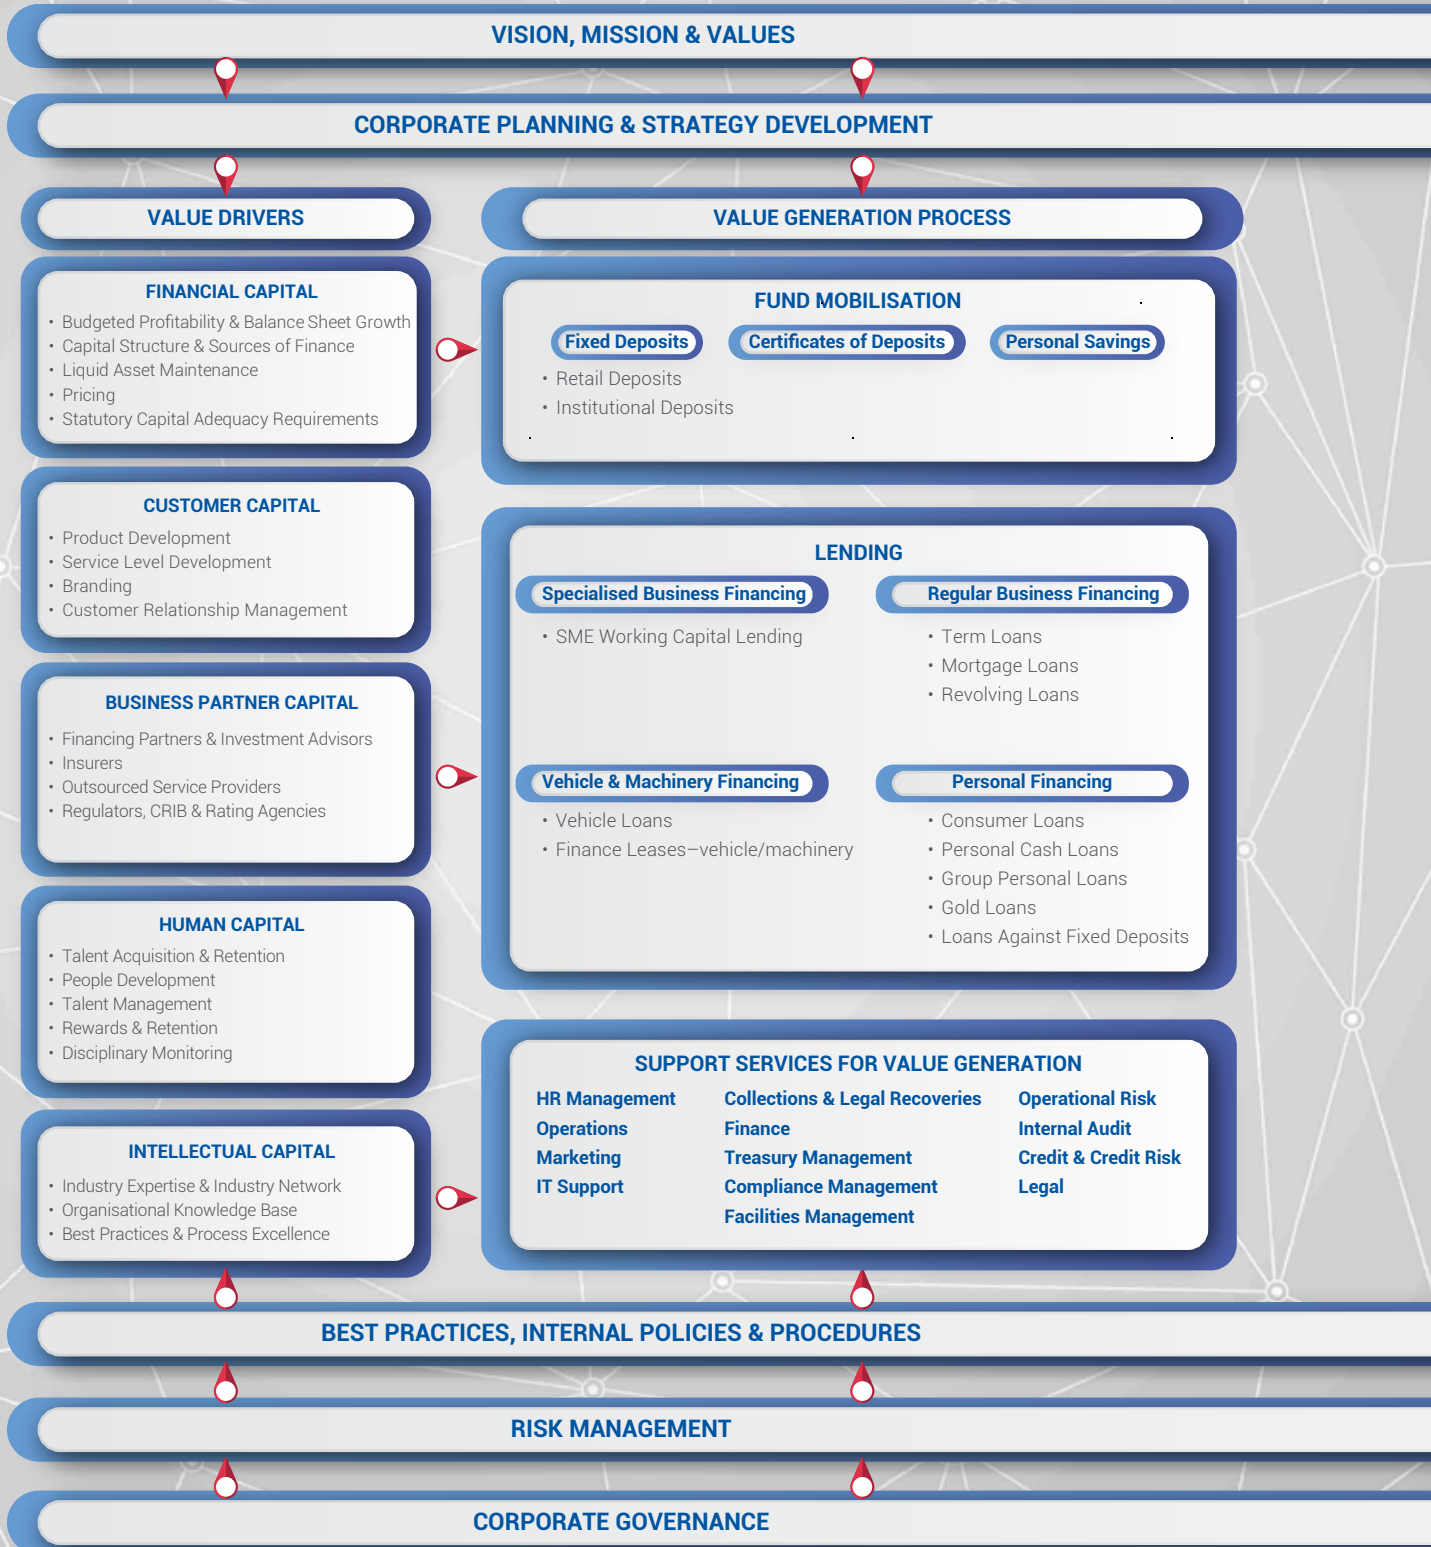 VISION, MISSION & VALUES
CORPORATE PLANNING & STRATEGY DEVELOPMENT
VALUE DRIVERS
FINANCIAL CAPITAL
• Budgeted Profitability & Balance Sheet Growth
• Capital Structure & Sources of Finance
• Liquid Asset Maintenance
• Pricing
• Statutory Capital Adequacy Requirements
CUSTOMER CAPITAL
• Product Development
• Service Level Development
• Branding
• Customer Relationship Management
BUSINESS PARTNER CAPITAL
• Financing Partners & Investment Advisors
• Insurers
• Outsourced Service Providers
• Regulators, CRIB & Rating Agencies
HUMAN CAPITAL
• Talent Acquisition & Retention
• People Development
• Talent Management
• Rewards & Retention
• Disciplinary Monitoring
INTELLECTUAL CAPITAL
• Industry Expertise & Industry Network
• Organisational Knowledge Base
• Best Practices & Process Excellence
VALUE GENERATION PROCESS
FUND MOBILISATION
Fixed Deposits
• Retail Deposits
• Institutional Deposits
Certificates of Deposits
Personal Savings
LENDING
Specialised Business Financing
• SME Working Capital Lending
Regular Business Financing
• Term Loans
• Mortgage Loans
• Revolving Loans
Vehicle & Machinery Financing
• Vehicle Loans
• Finance Leases–vehicle/machinery
Personal Financing
• Consumer Loans
• Personal Cash Loans
• Group Personal Loans
• Gold Loans
• Loans Against Fixed Deposits
SUPPORT SERVICES FOR VALUE GENERATION
HR Management
Operations
Marketing
IT Support
Collections & Legal Recoveries
Finance
Treasury Management
Compliance Management
Facilities Management
Operational Risk
Internal Audit
Credit & Credit Risk
Legal
BEST PRACTICES, INTERNAL POLICIES & PROCEDURES
RISK MANAGEMENT
CORPORATE GOVERNANCE